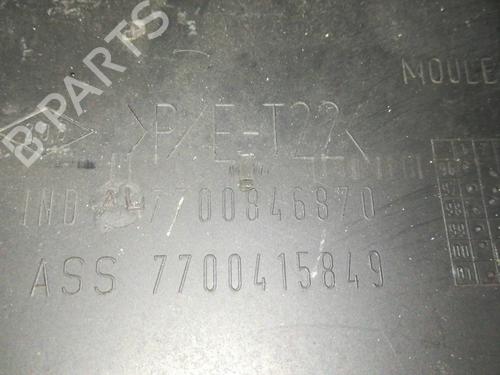 B-PARTS
MOULE
>P/E-T22<
IND 7700846870
ASS 7700415849